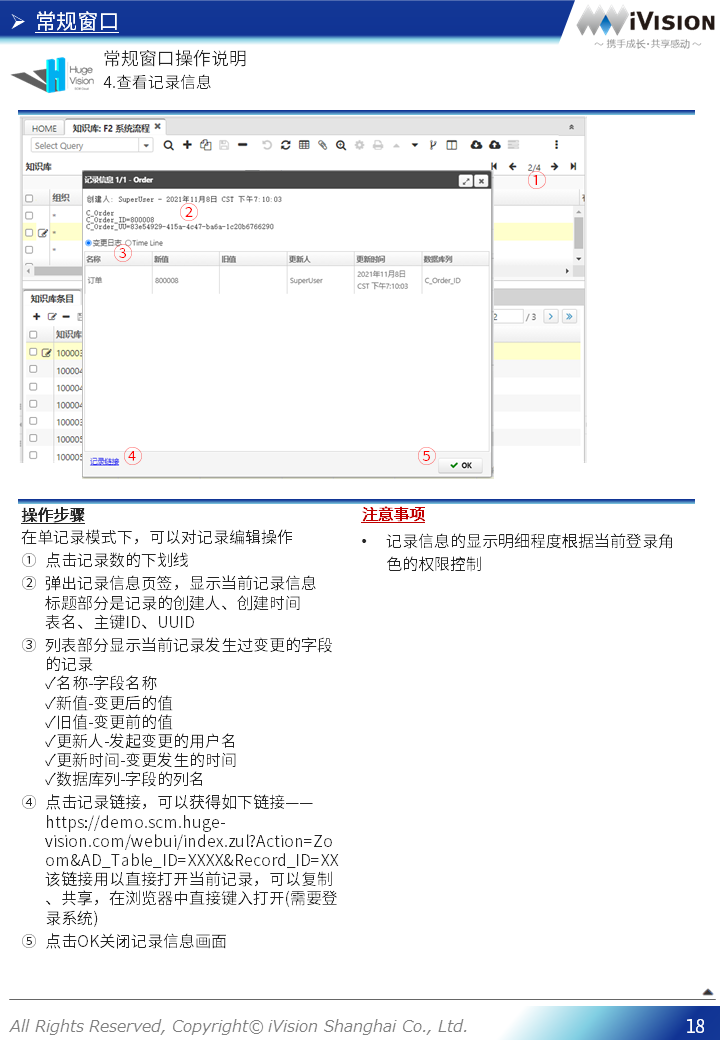 ➢ 常规窗口
iVision
～ 携手成长·共享感动 ～
Huge
Vision
常规窗口操作说明
4.查看记录信息
HOME 知识库: F2 系统流程
Select Query
知识库
2/4
①
组织
记录信息 1/1 - Order
创建人: SuperUser - 2021年11月8日 CST 下午7:10:03
②
C_Order
C_Order_ID=800008
C_Order_UU=83e54929-415a-4c47-ba6a-1c20b6766290
变更日志 Time Line
③
名称 新值 旧值 更新人 更新时间 数据库列
订单 800008 SuperUser 2021年11月8日 CST 下午7:10:03 C_Order_ID
知识库条目
2 / 3
知识库
10000
10000
10000
10000
10000
10000
10000
记录链接
④
⑤
OK
操作步骤
在单记录模式下，可以对记录编辑操作
① 点击记录数的下划线
② 弹出记录信息页签，显示当前记录信息
标题部分是记录的创建人、创建时间
表名、主键ID、UUID
③ 列表部分显示当前记录发生过变更的字段
的记录
✓名称-字段名称
✓新值-变更后的值
✓旧值-变更前的值
✓更新人-发起变更的用户名
✓更新时间-变更发生的时间
✓数据库列-字段的列名
④ 点击记录链接，可以获得如下链接——
https://demo.scm.huge-
vision.com/webui/index.zul?Action=Zo
om&AD_Table_ID=XXXX&Record_ID=XX
该链接用以直接打开当前记录，可以复制
、共享，在浏览器中直接键入打开(需要登
录系统)
⑤ 点击OK关闭记录信息画面
注意事项
• 记录信息的显示明细程度根据当前登录角
色的权限控制
All Rights Reserved, Copyright© iVision Shanghai Co., Ltd.
18